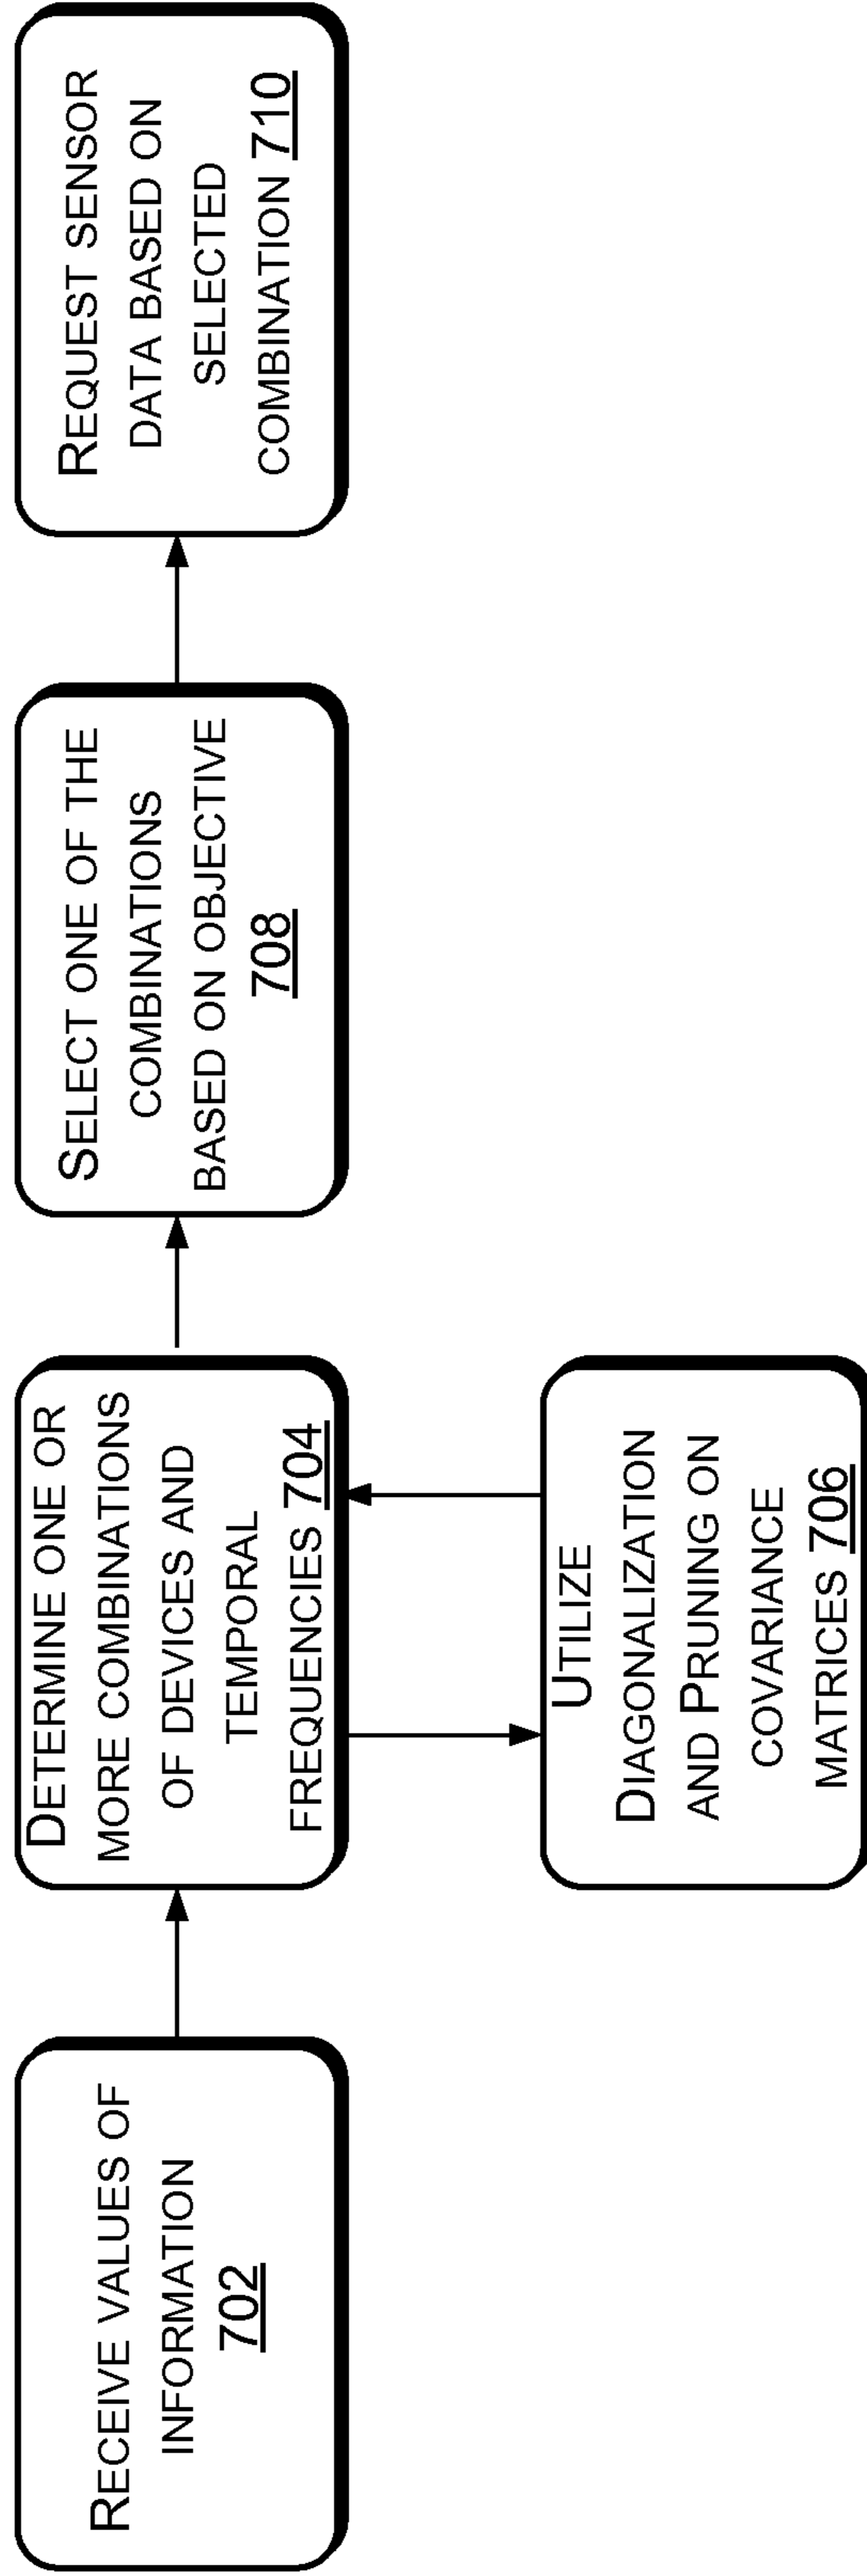 RECEIVE VALUES OF
INFORMATION
702
DETERMINE ONE OR
MORE COMBINATIONS
OF DEVICES AND
TEMPORAL
FREQUENCIES 704
UTILIZE
DIAGONALIZATION
AND PRUNING ON
COVARIANCE
MATRICES 706
SELECT ONE OF THE
COMBINATIONS
BASED ON OBJECTIVE
708
REQUEST SENSOR
DATA BASED ON
SELECTED
COMBINATION 710